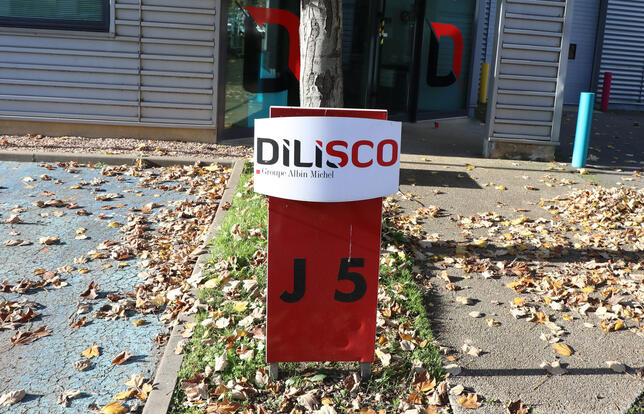 DILISCO
Groupe Albin Michel
J 5